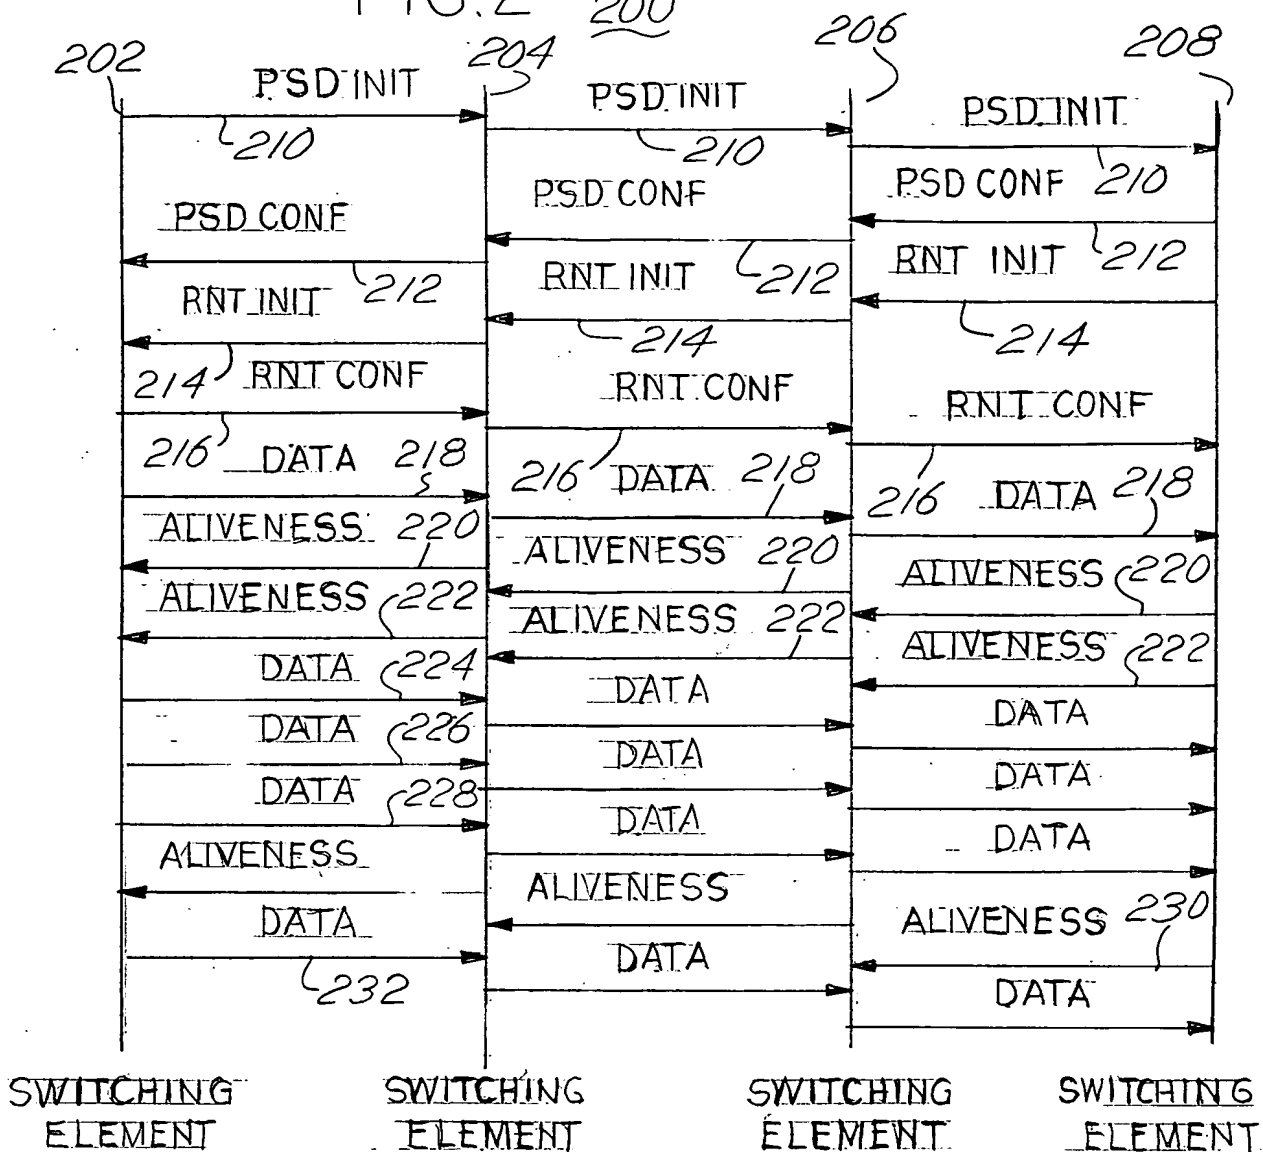 FIG.2 200
202 204 206 208
PSD INIT PSD INIT PSD INIT
210 210 210
PSD CONF PSD CONF PSD CONF
212 212 212
RNT INIT RNT INIT RNT INIT
214 214 214
RNT CONF RNT CONF RNT CONF
216 216 216
DATA 218 DATA 218 DATA 218
ALIVENESS 220 ALIVENESS 220 ALIVENESS 220
ALIVENESS 222 ALIVENESS 222 ALIVENESS 222
DATA 224 DATA DATA
DATA 226 DATA DATA
DATA 228 DATA DATA
ALIVENESS ALIVENESS ALIVENESS 230
DATA DATA DATA
232
SWITCHING SWITCHING SWITCHING SWITCHING
ELEMENT ELEMENT ELEMENT ELEMENT